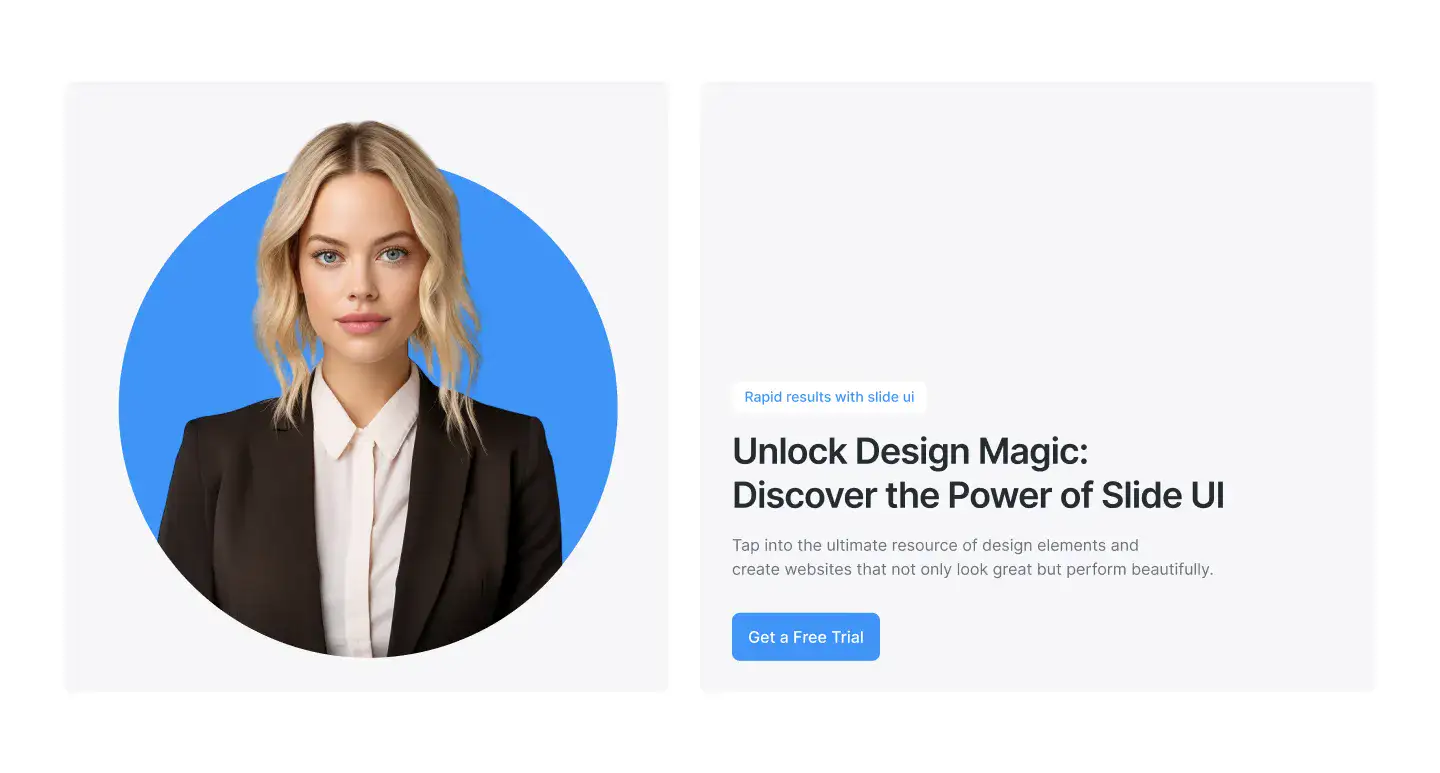 Rapid results with slide ui
Unlock Design Magic:
Discover the Power of Slide UI
Tap into the ultimate resource of design elements and
create websites that not only look great but perform beautifully.
Get a Free Trial